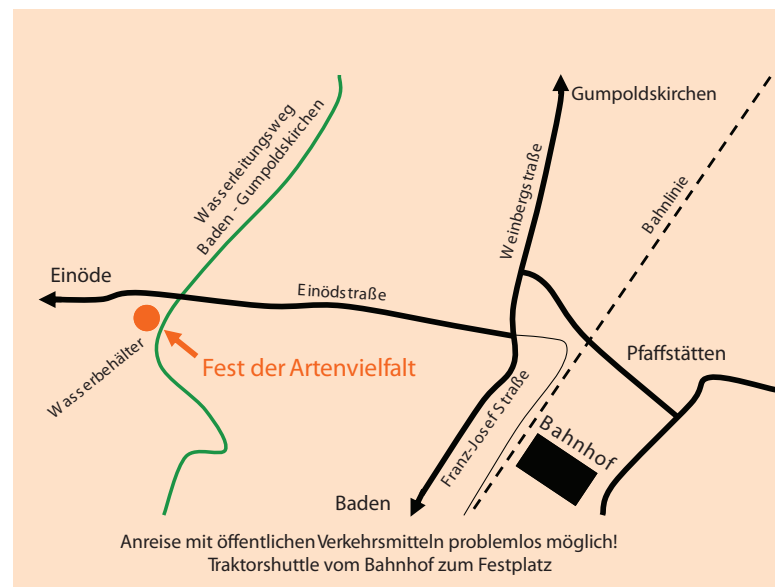 Gumpoldskirchen
Wasserleitungsweg
Baden - Gumpoldskirchen
Weinbergstraße
Bahnlinie
Einöde
Einödstraße
Wasserbehälter
Fest der Artenvielfalt
Pfaffstätten
Franz-Josef Straße
Bahnhof
Baden
Anreise mit öffentlichen Verkehrsmitteln problemlos möglich!
Traktorshuttle vom Bahnhof zum Festplatz